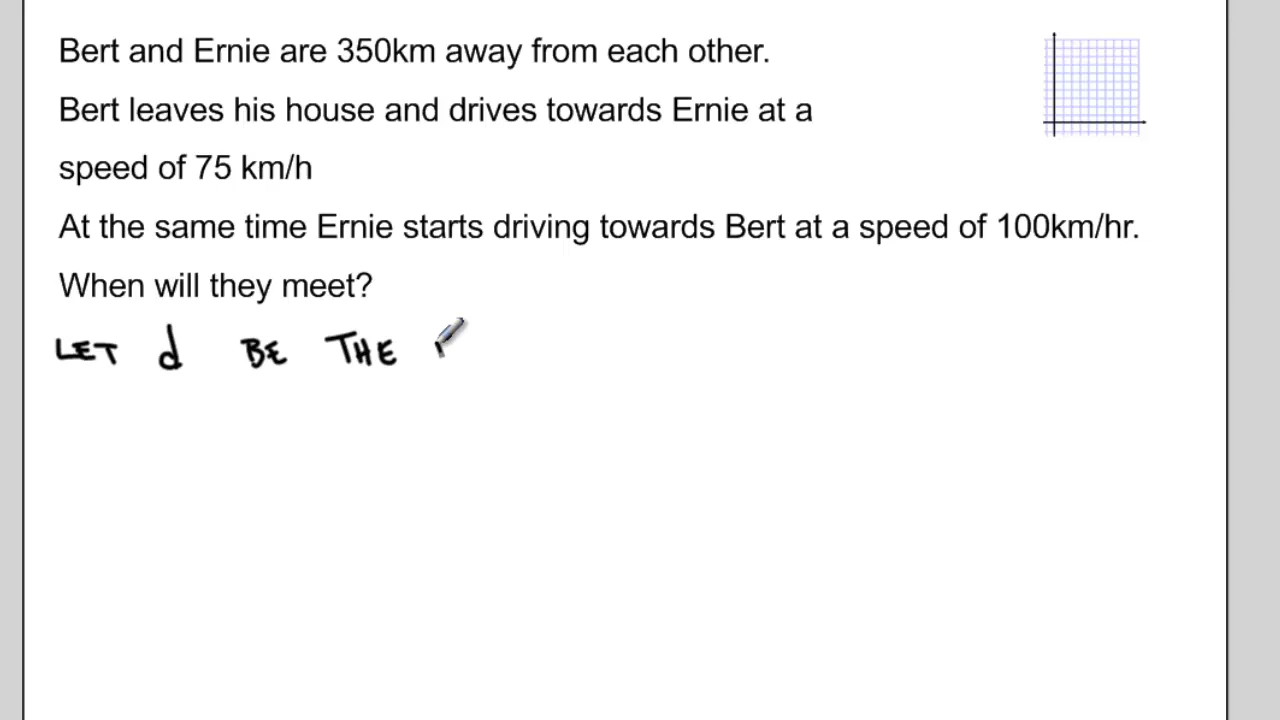 Bert and Ernie are 350km away from each other.
Bert leaves his house and drives towards Ernie at a
speed of 75 km/h
At the same time Ernie starts driving towards Bert at a speed of 100km/hr.
When will they meet?
LET d BE THE